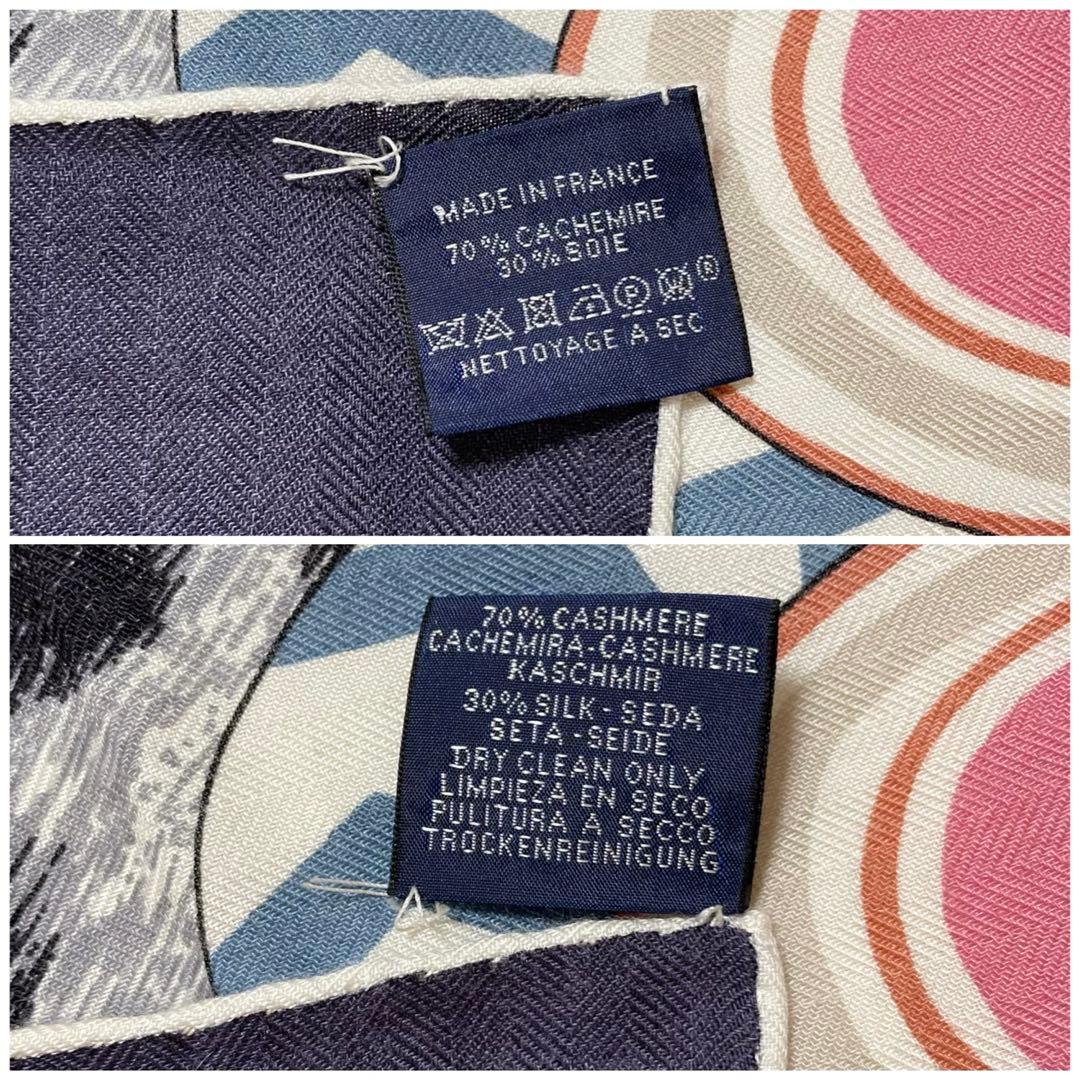 MADE IN FRANCE
70% CACHEMIRE
30% SOIE
P W ®
NETTOYAGE A SEC
70% CASHMERE
CACHEMIRA-CASHMERE
KASCHMIR
30% SILK - SEDA
SETA - SEIDE
DRY CLEAN ONLY
LIMPIEZA EN SECO
PULITURA A SECCO
TROCKENREINIGUNG